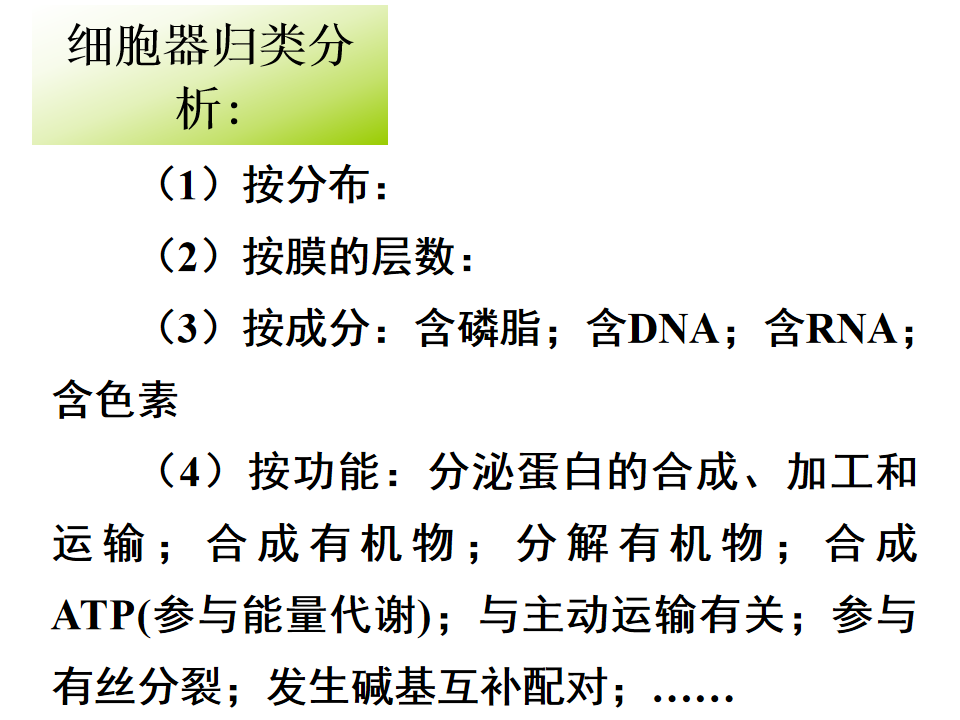 细胞器归类分
析：
（1）按分布：
（2）按膜的层数：
（3）按成分：含磷脂；含DNA；含RNA；
含色素
（4）按功能：分泌蛋白的合成、加工和
运输；合成有机物；分解有机物；合成
ATP(参与能量代谢)；与主动运输有关；参与
有丝分裂；发生碱基互补配对；……